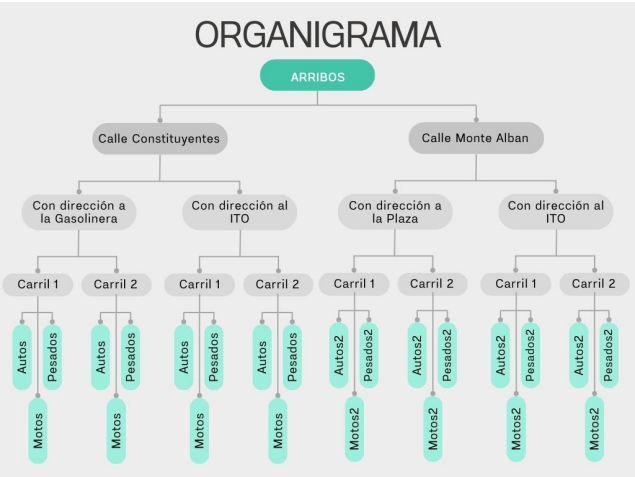 ORGANIGRAMA
ARRIBOS
Calle Constituyentes
Calle Monte Alban
Con dirección a
la Gasolinera
Con dirección al
ITO
Con dirección a
la Plaza
Con dirección al
ITO
Carril 1
Carril 2
Carril 1
Carril 2
Carril 1
Carril 2
Carril 1
Carril 2
Autos
Pesados
Autos
Pesados
Autos
Pesados
Autos
Pesados
Autos2
Pesados2
Autos2
Pesados2
Autos2
Pesados2
Autos2
Pesados2
Motos
Motos
Motos
Motos
Motos2
Motos2
Motos2
Motos2